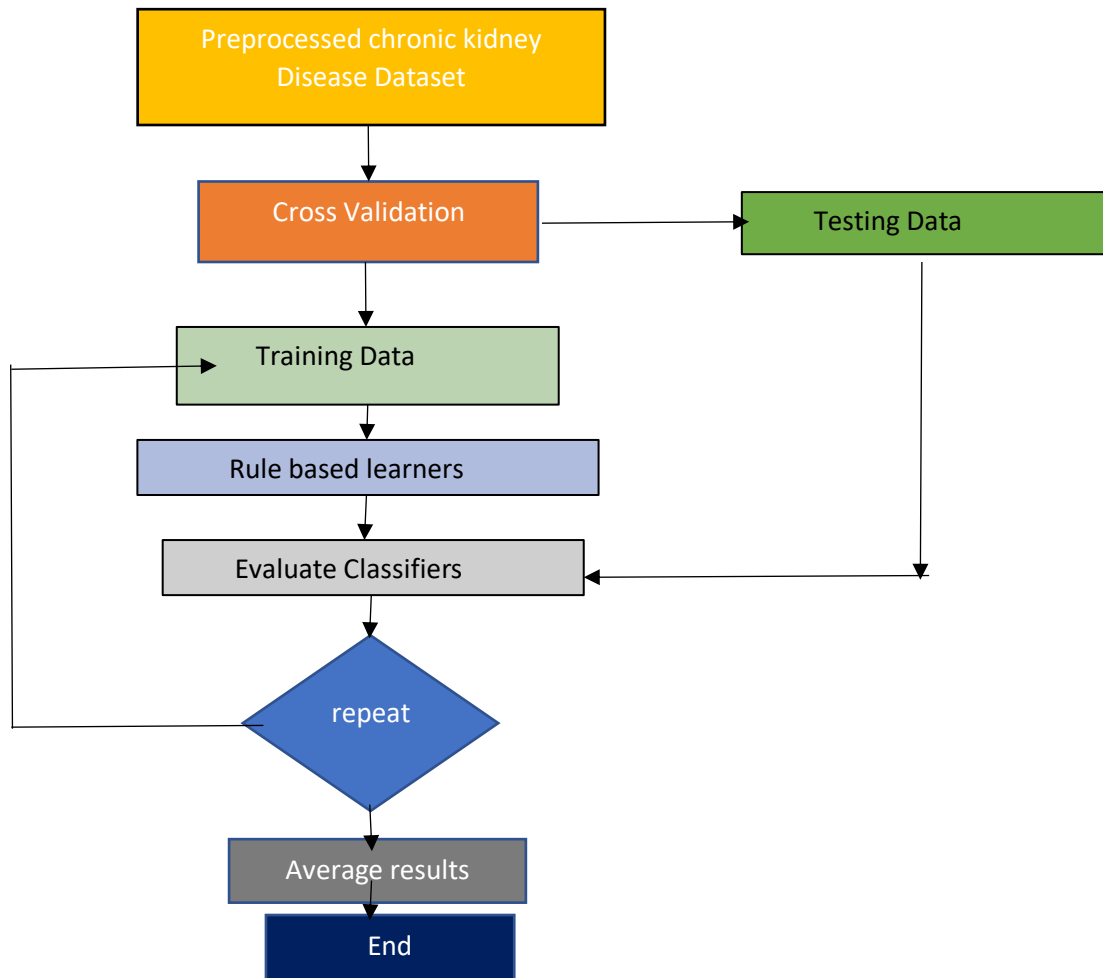 Preprocessed chronic kidney
Disease Dataset
Cross Validation
Testing Data
Training Data
Rule based learners
Evaluate Classifiers
repeat
Average results
End